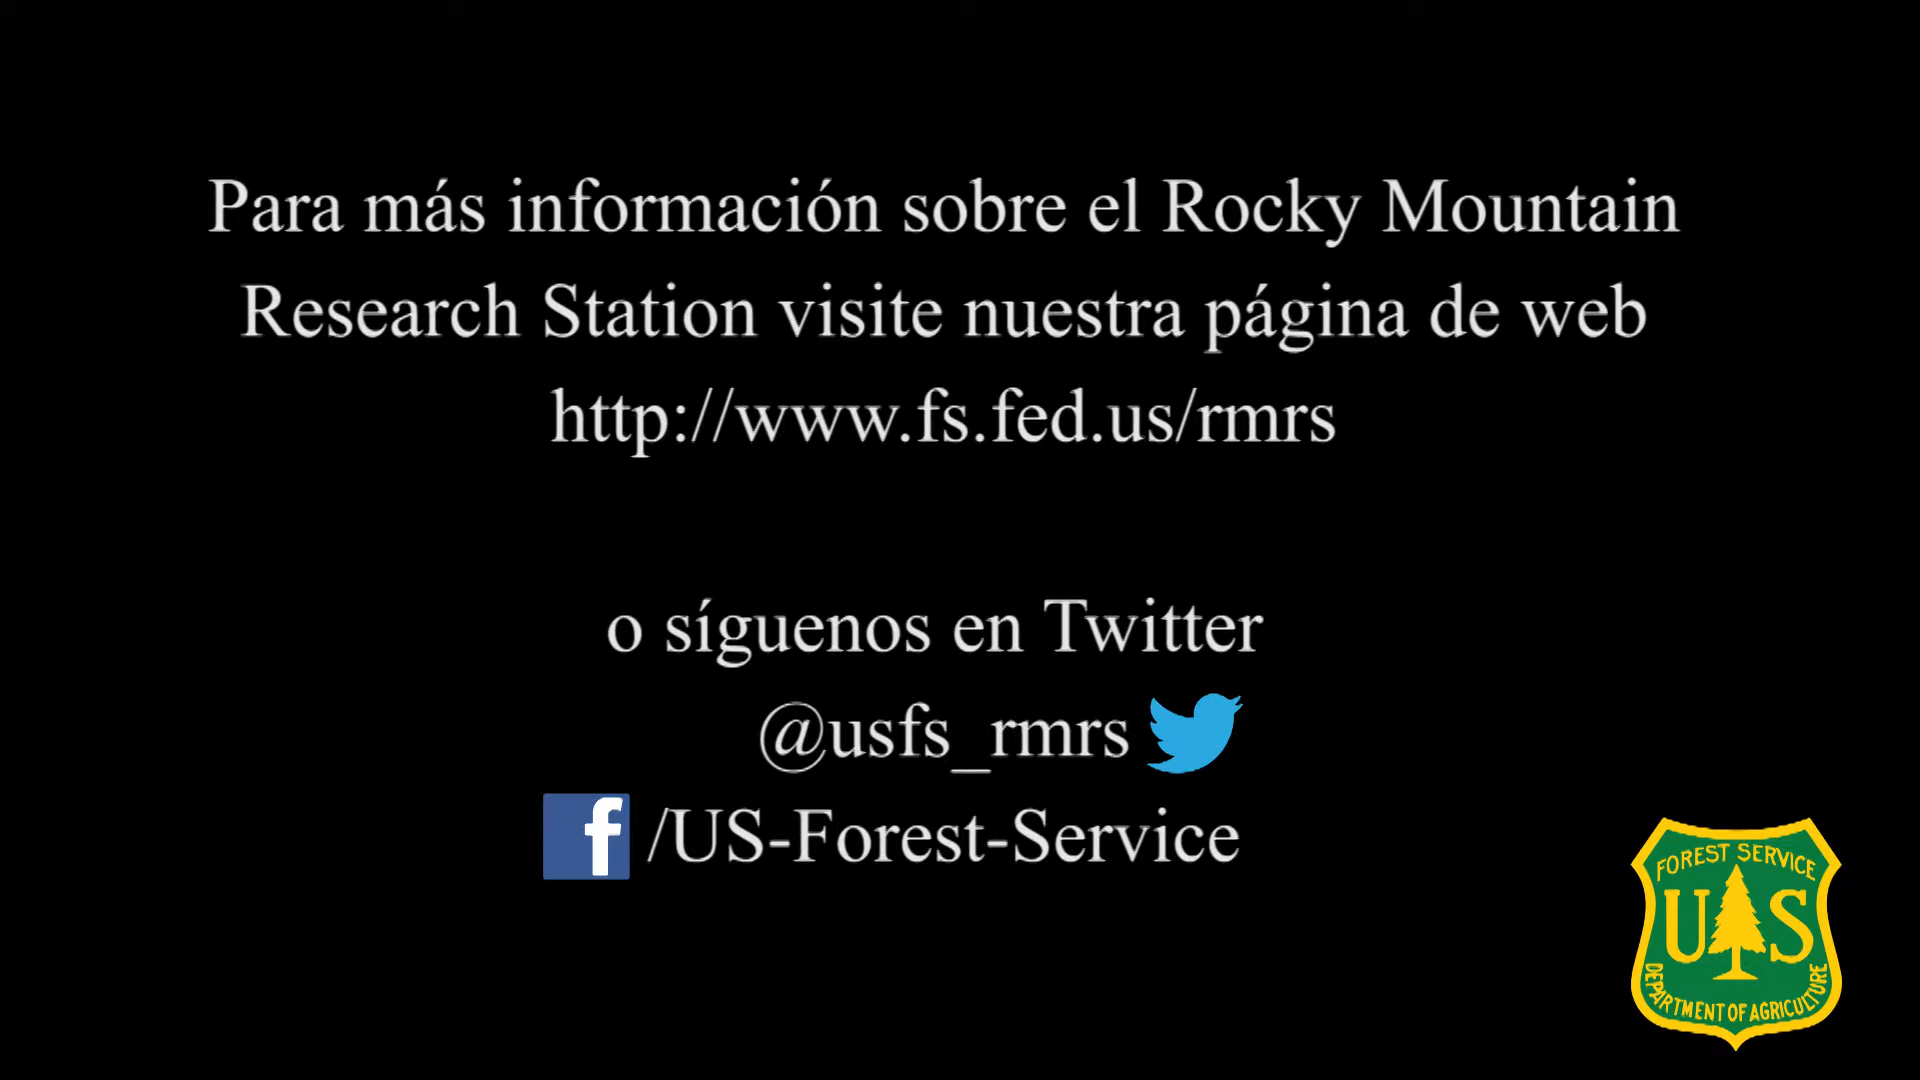 Para más información sobre el Rocky Mountain
Research Station visite nuestra página de web
http://www.fs.fed.us/rmrs
o síguenos en Twitter
@usfs_rmrs
f /US-Forest-Service
FOREST SERVICE
U S
DEPARTMENT OF AGRICULTURE